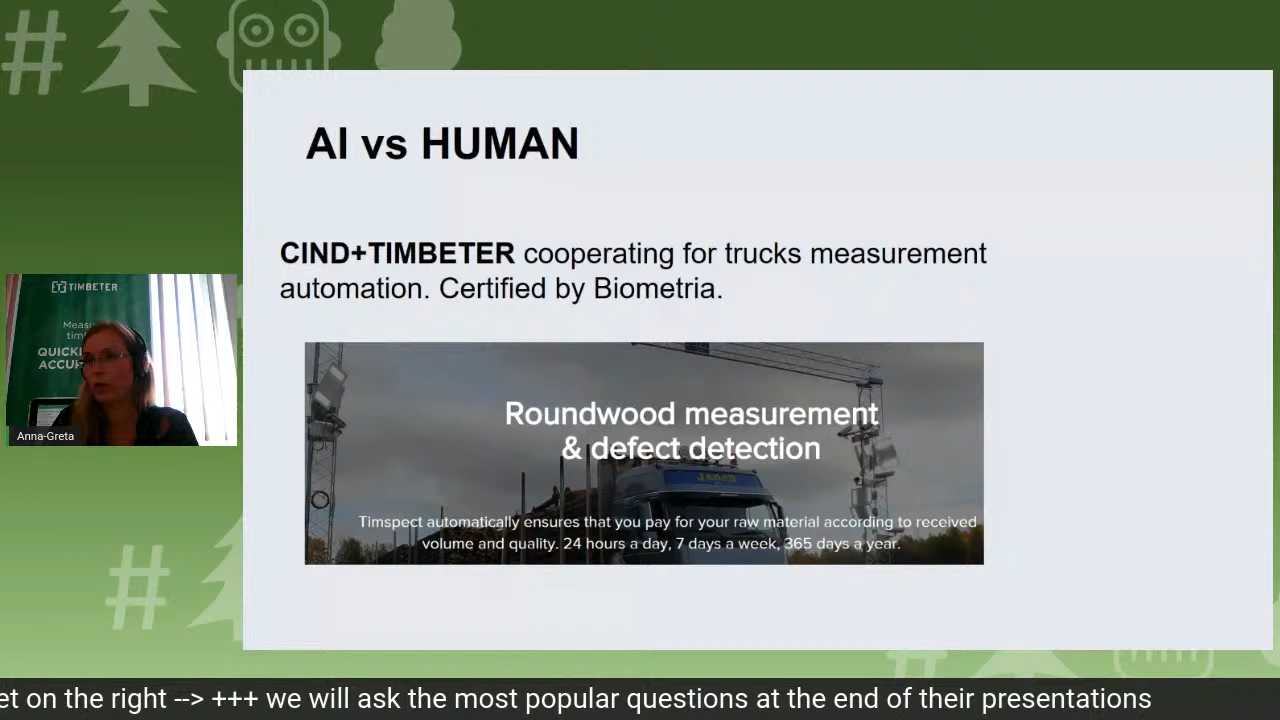 AI vs HUMAN
CIND+TIMBETER cooperating for trucks measurement
automation. Certified by Biometria.
TIMBETER
QUICK
ACCU
Anna-Greta
Roundwood measurement
& defect detection
Timspect automatically ensures that you pay for your raw material according to received
volume and quality. 24 hours a day, 7 days a week, 365 days a year.
et on the right --> +++ we will ask the most popular questions at the end of their presentations